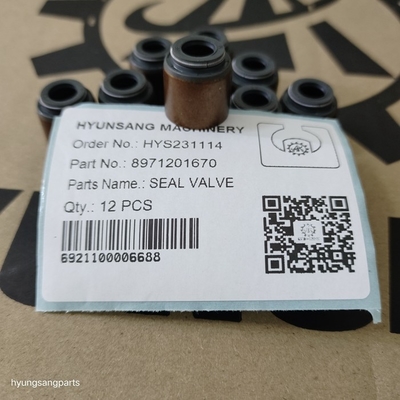 HYUNSANG MACHINERY
Order No.: HYS231114
Part No.: 8971201670
Parts Name.: SEAL VALVE
Qty.: 12 PCS
6921100006688
hyungsangparts